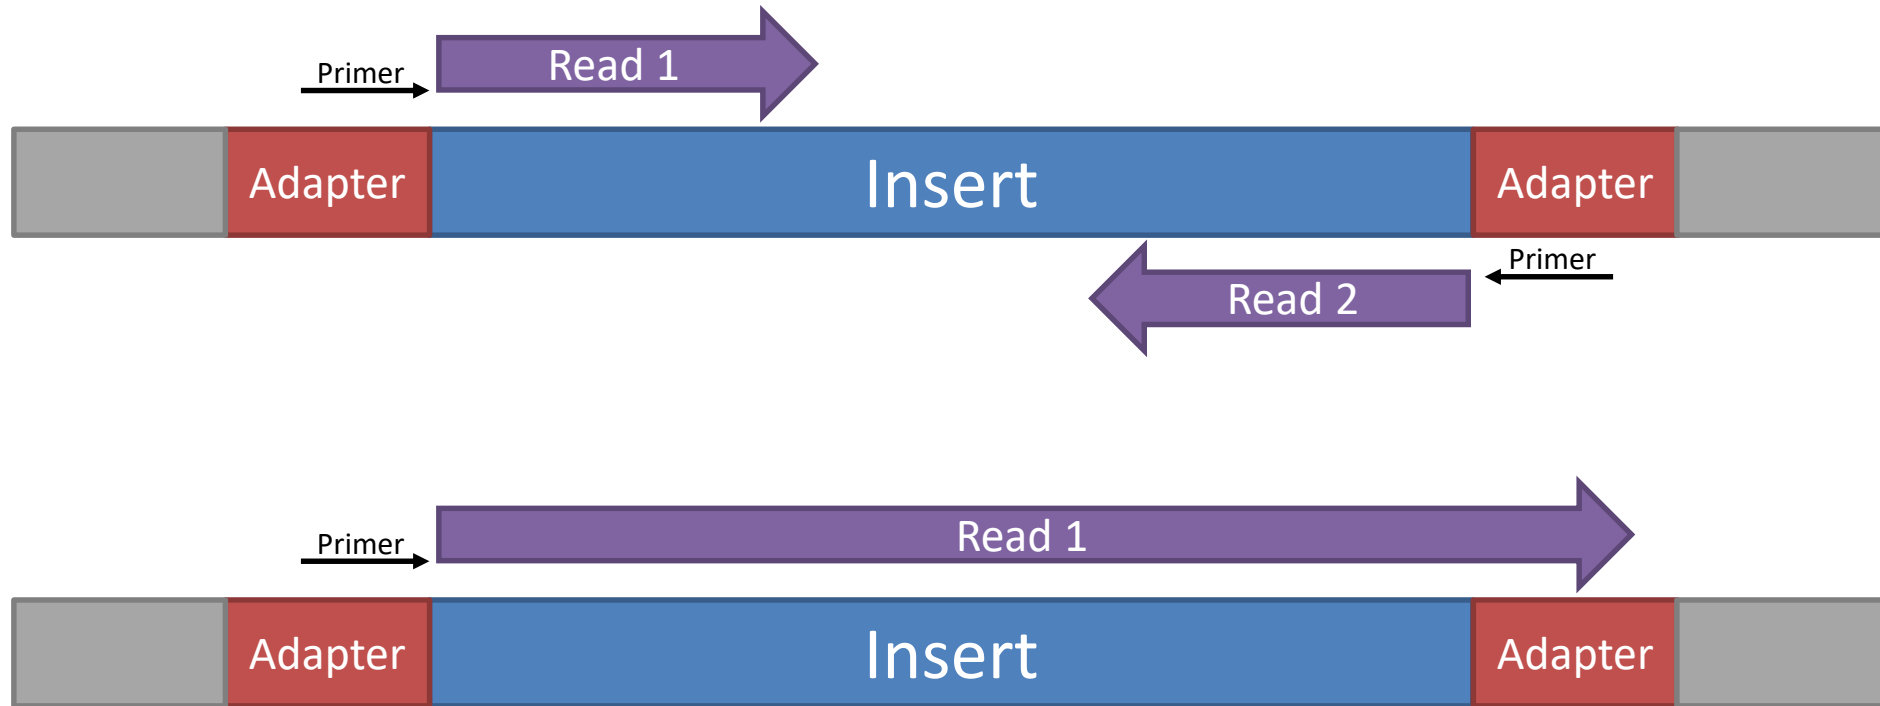 Read 1
Primer
Adapter
Insert
Adapter
Primer
Read 2
Read 1
Primer
Adapter
Insert
Adapter